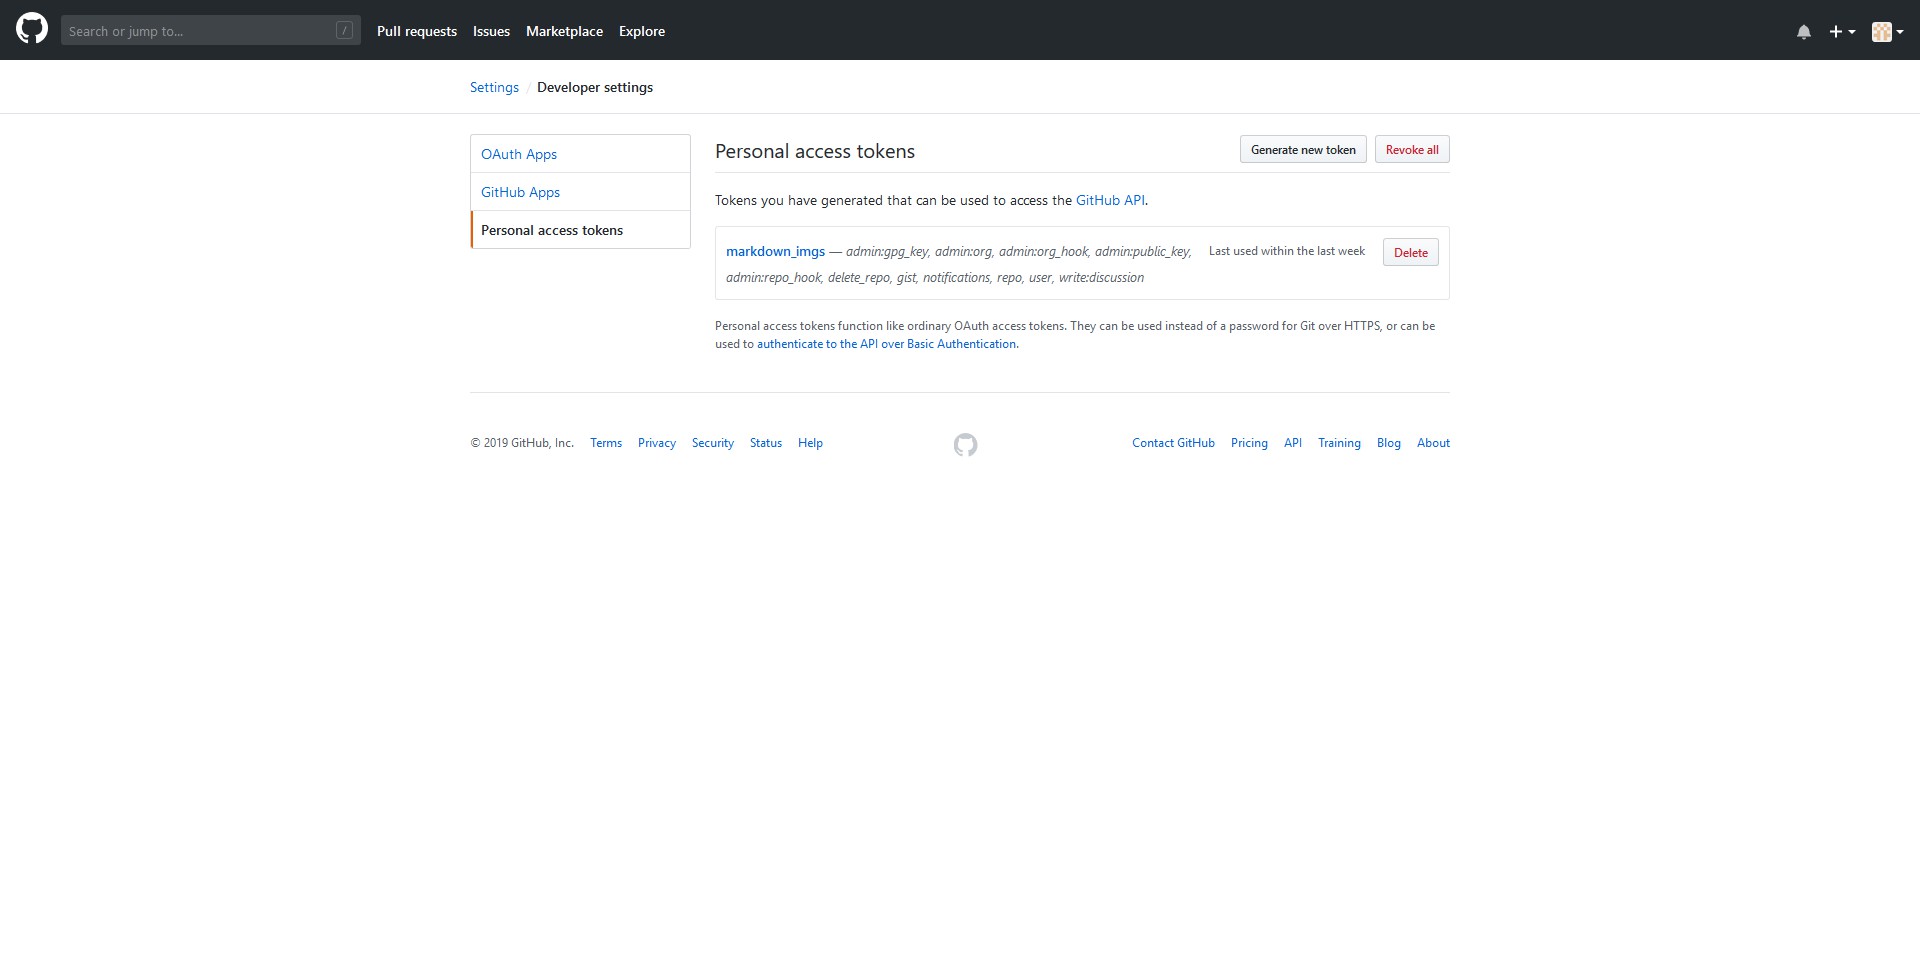 Search or jump to...
/
Pull requests
Issues
Marketplace
Explore
Settings / Developer settings
OAuth Apps
GitHub Apps
Personal access tokens
Personal access tokens
Generate new token
Revoke all
Tokens you have generated that can be used to access the GitHub API.
markdown_imgs — admin:gpg_key, admin:org, admin:org_hook, admin:public_key,
admin:repo_hook, delete_repo, gist, notifications, repo, user, write:discussion
Last used within the last week
Delete
Personal access tokens function like ordinary OAuth access tokens. They can be used instead of a password for Git over HTTPS, or can be
used to authenticate to the API over Basic Authentication.
© 2019 GitHub, Inc.
Terms
Privacy
Security
Status
Help
Contact GitHub
Pricing
API
Training
Blog
About